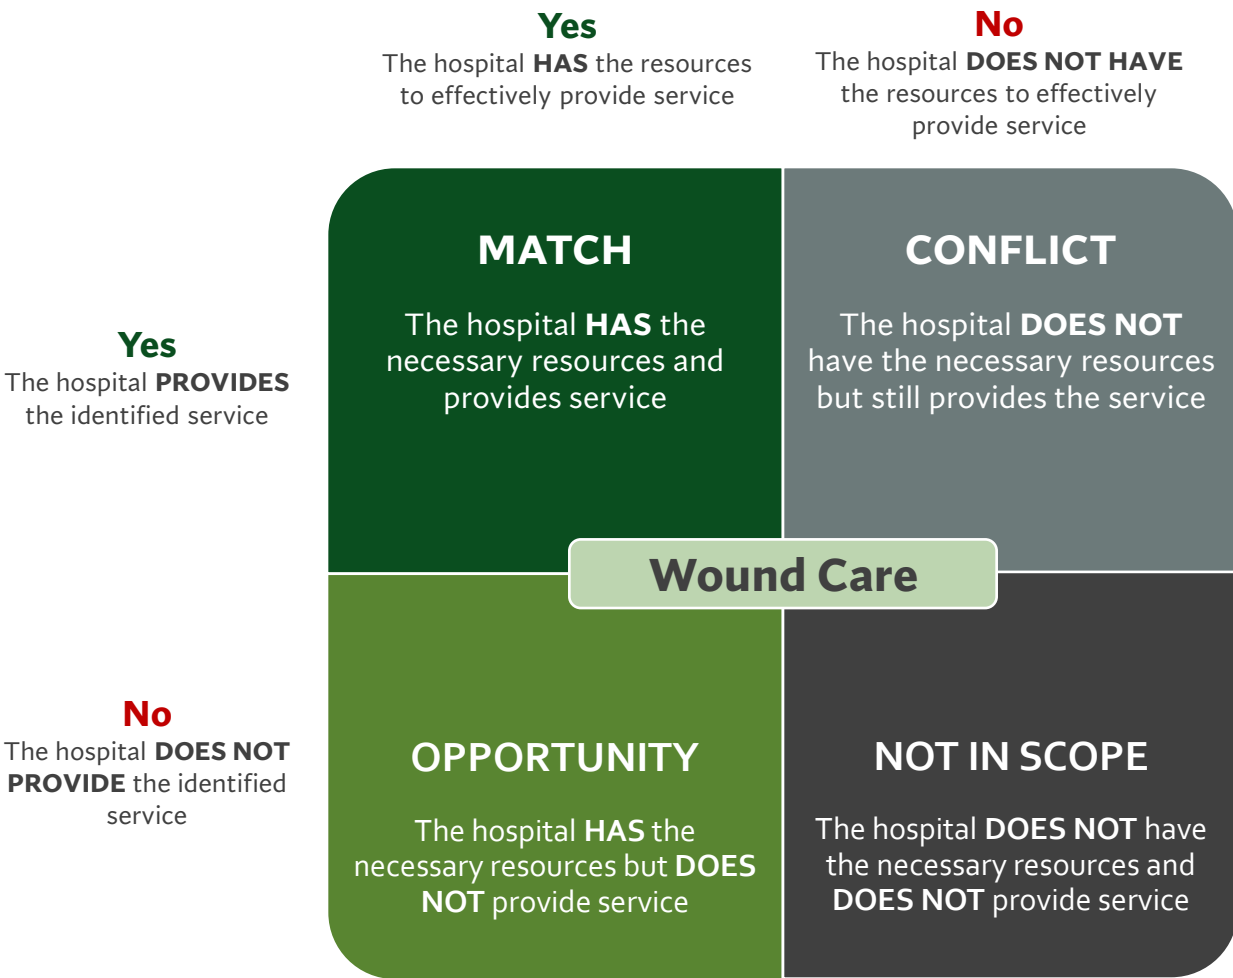 Yes
The hospital HAS the resources
to effectively provide service
No
The hospital DOES NOT HAVE
the resources to effectively
provide service
Yes
The hospital PROVIDES
the identified service
MATCH
The hospital HAS the
necessary resources and
provides service
CONFLICT
The hospital DOES NOT
have the necessary resources
but still provides the service
Wound Care
No
The hospital DOES NOT
PROVIDE the identified
service
OPPORTUNITY
The hospital HAS the
necessary resources but DOES
NOT provide service
NOT IN SCOPE
The hospital DOES NOT have
the necessary resources and
DOES NOT provide service